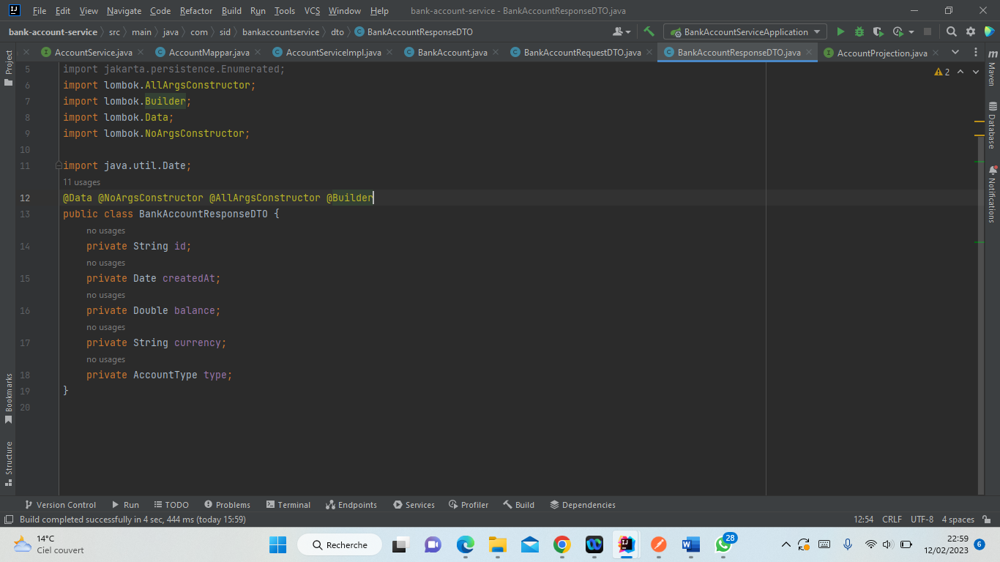 File Edit View Navigate Code Refactor Build Run Tools VCS Window Help bank-account-service - BankAccountResponseDTO.java
bank-account-service src main java com sid bankaccountservice dto BankAccountResponseDTO BankAccountServiceApplication
AccountService.java AccountMappar.java AccountServiceImpl.java BankAccount.java BankAccountRequestDTO.java BankAccountResponseDTO.java AccountProjection.java
Project
Bookmarks
Structure
Maven
Database
Notifications
2
5 import jakarta.persistence.Enumerated;
6 import lombok.AllArgsConstructor;
7 import lombok.Builder;
8 import lombok.Data;
9 import lombok.NoArgsConstructor;
10
11 import java.util.Date;
11 usages
12 @Data @NoArgsConstructor @AllArgsConstructor @Builder
13 public class BankAccountResponseDTO {
no usages
14 private String id;
no usages
15 private Date createdAt;
no usages
16 private Double balance;
no usages
17 private String currency;
no usages
18 private AccountType type;
19 }
20
Version Control Run TODO Problems Terminal Endpoints Services Profiler Build Dependencies
Build completed successfully in 4 sec, 444 ms (today 15:59) 12:54 CRLF UTF-8 4 spaces
14°C
Ciel couvert
Recherche
28
22:59
12/02/2023
6